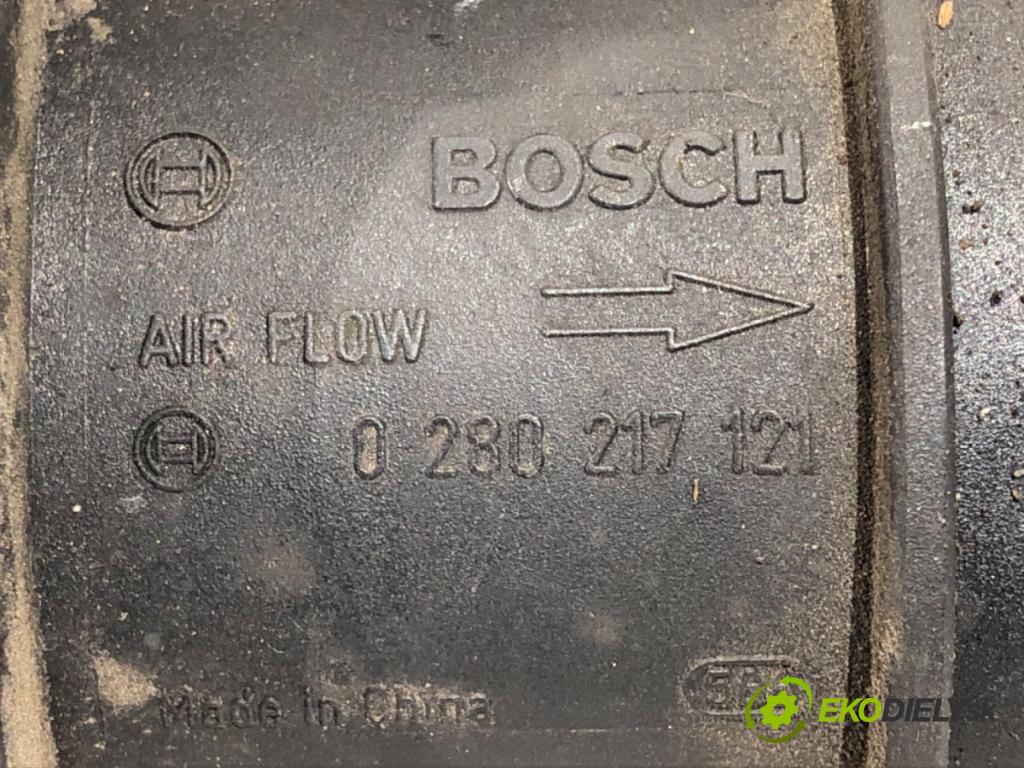 BOSCH
AIR FLOW
0 280 217 121
Made in China
EKODIELY.SK